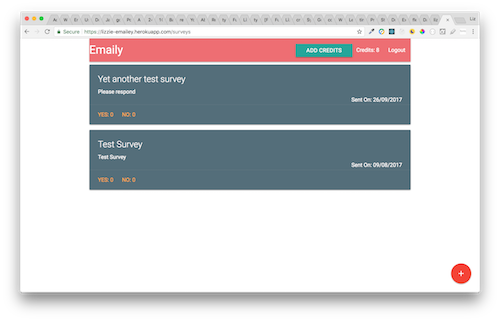 Secure https://lizzie-emailey.herokuapp.com/surveys
Emaily
ADD CREDITS Credits: 8 Logout
Yet another test survey
Please respond
Sent On: 26/09/2017
YES: 0 NO: 0
Test Survey
Test Survey
Sent On: 09/08/2017
YES: 0 NO: 0
+